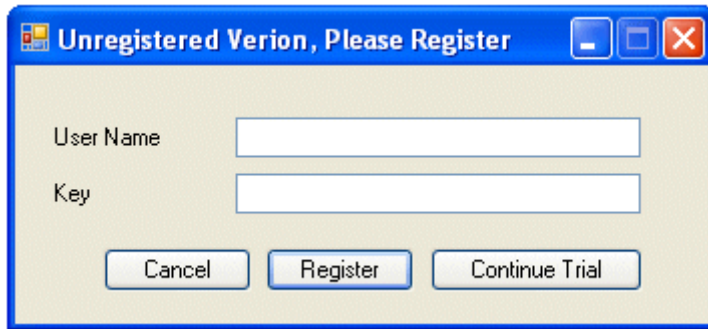 Unregistered Verion, Please Register
User Name
Key
Cancel Register Continue Trial